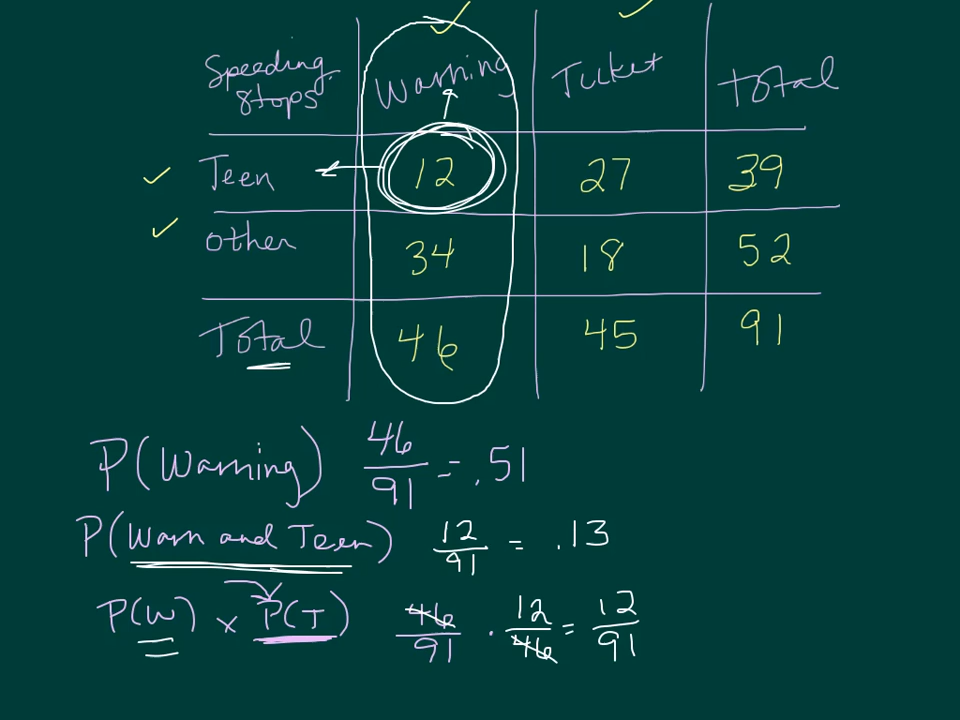 Speeding Stops Warning Ticket Total
Teen 12 27 39
other 34 18 52
Total 46 45 91
P(Warning) 46/91 = .51
P(Warn and Teen) 12/91 = .13
P(W) x P(T) 46/91 · 12/46 = 12/91